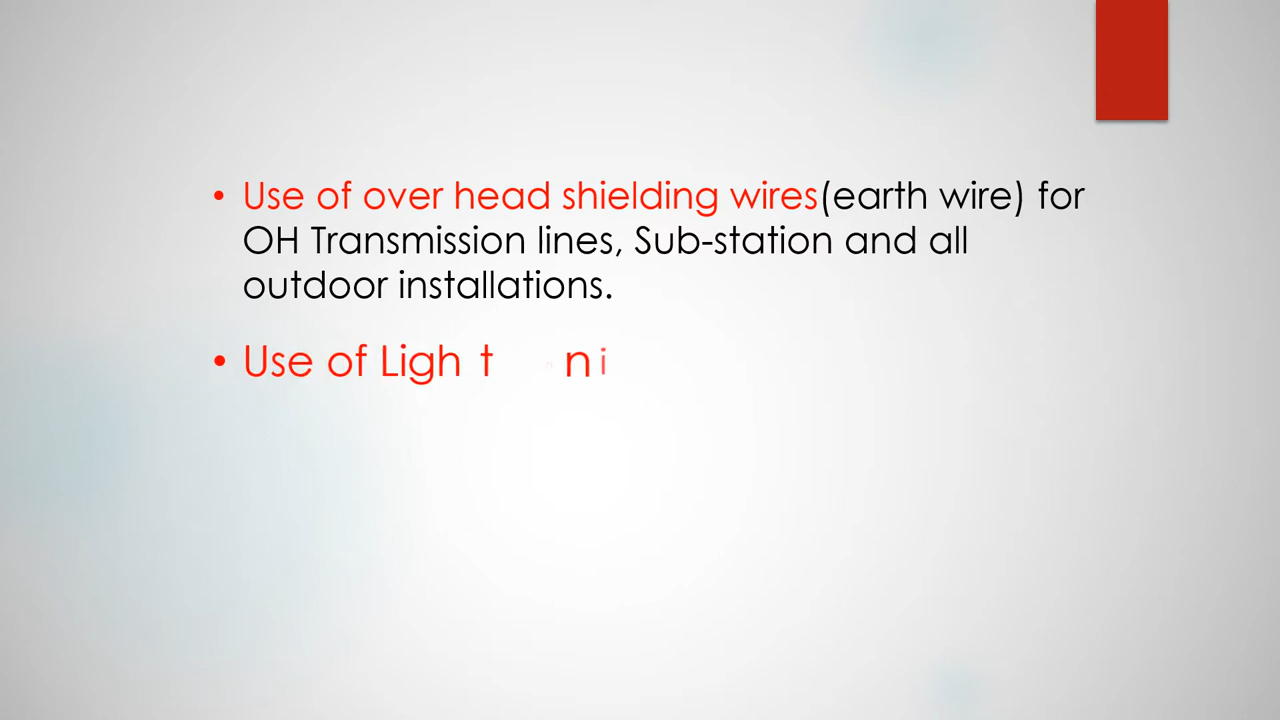 • Use of over head shielding wires(earth wire) for
OH Transmission lines, Sub-station and all
outdoor installations.
• Use of